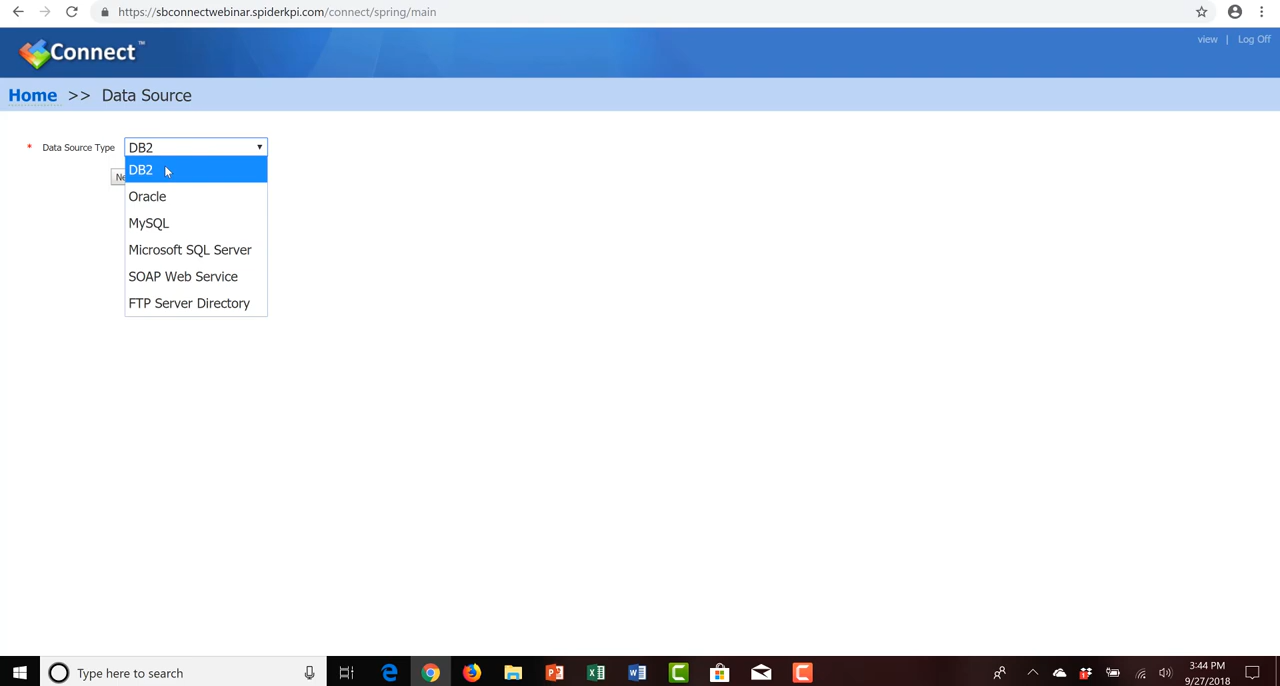 https://sbconnectwebinar.spiderkpi.com/connect/spring/main
Connect™
view | Log Off
Home >> Data Source
* Data Source Type DB2
DB2
Ne
Oracle
MySQL
Microsoft SQL Server
SOAP Web Service
FTP Server Directory
Type here to search
3:44 PM
9/27/2018